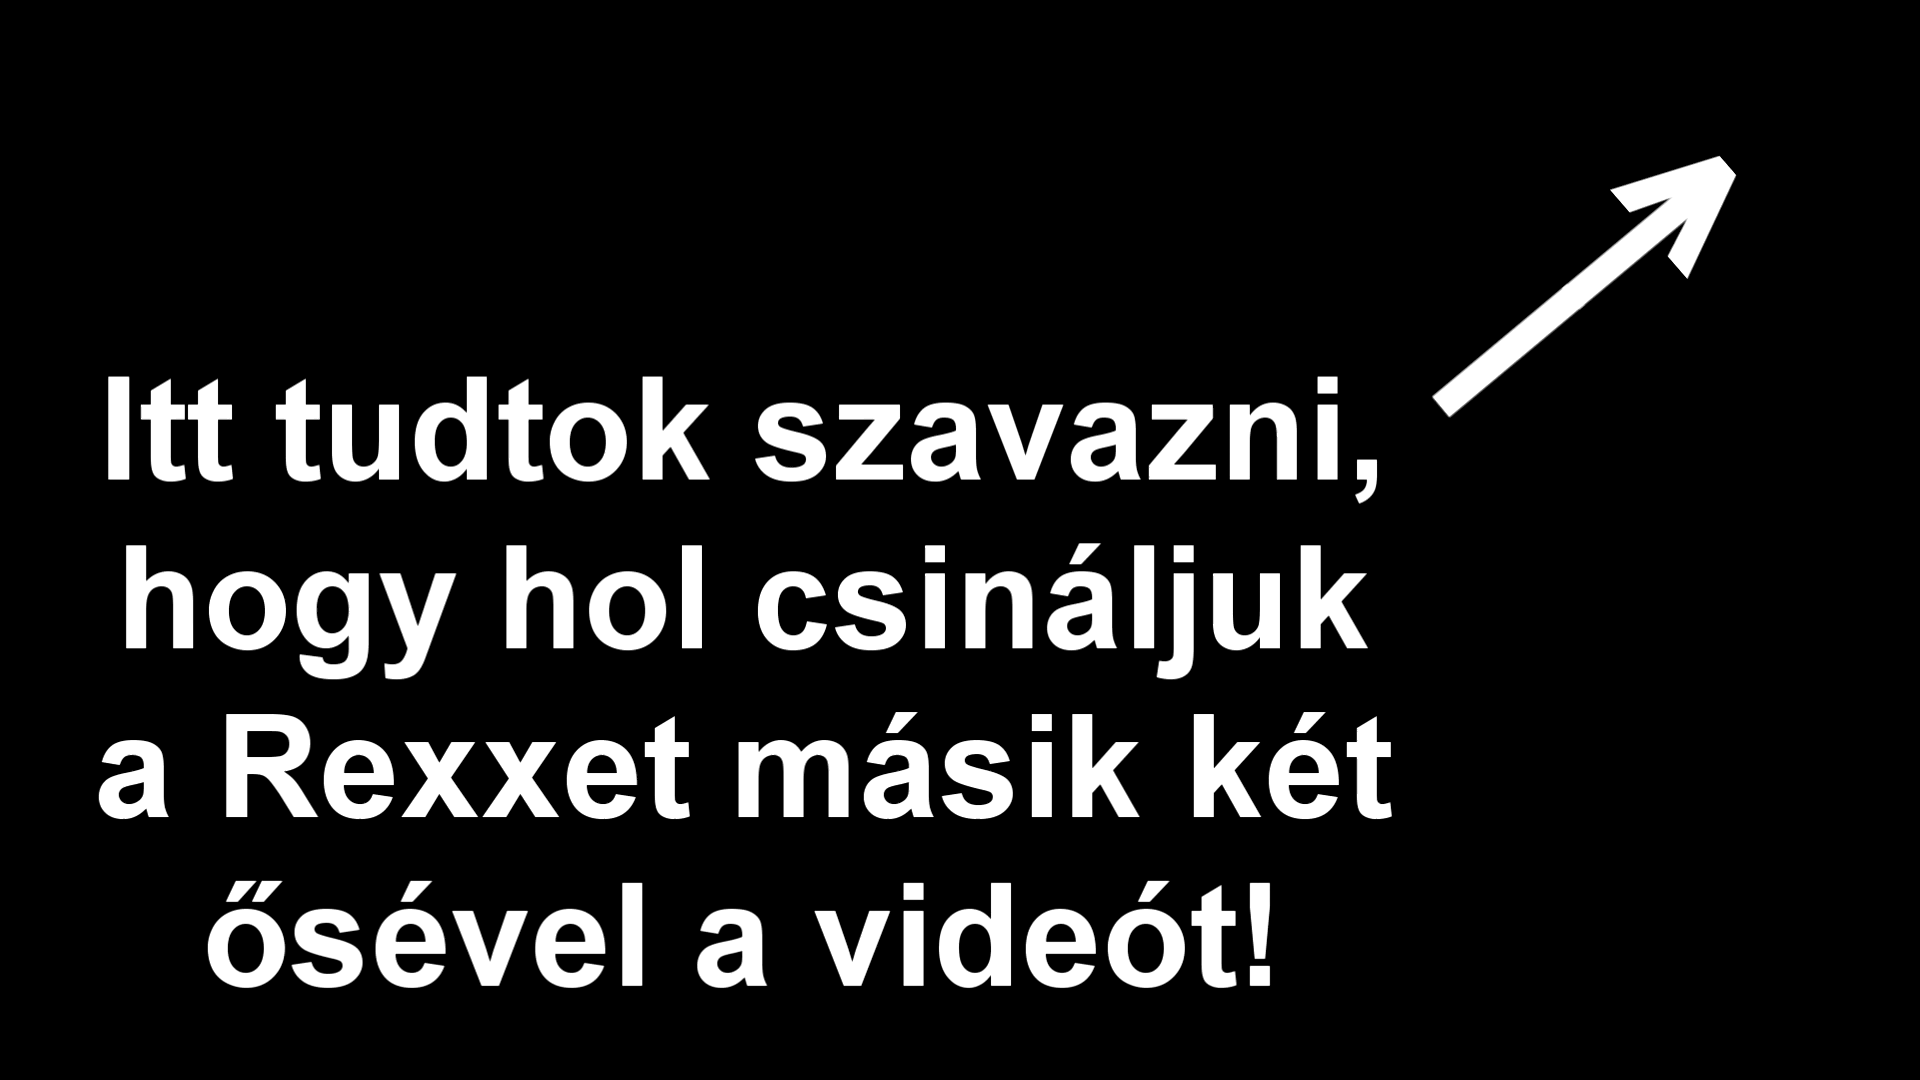 Itt tudtok szavazni,
hogy hol csináljuk
a Rexxet másik két
ősével a videót!